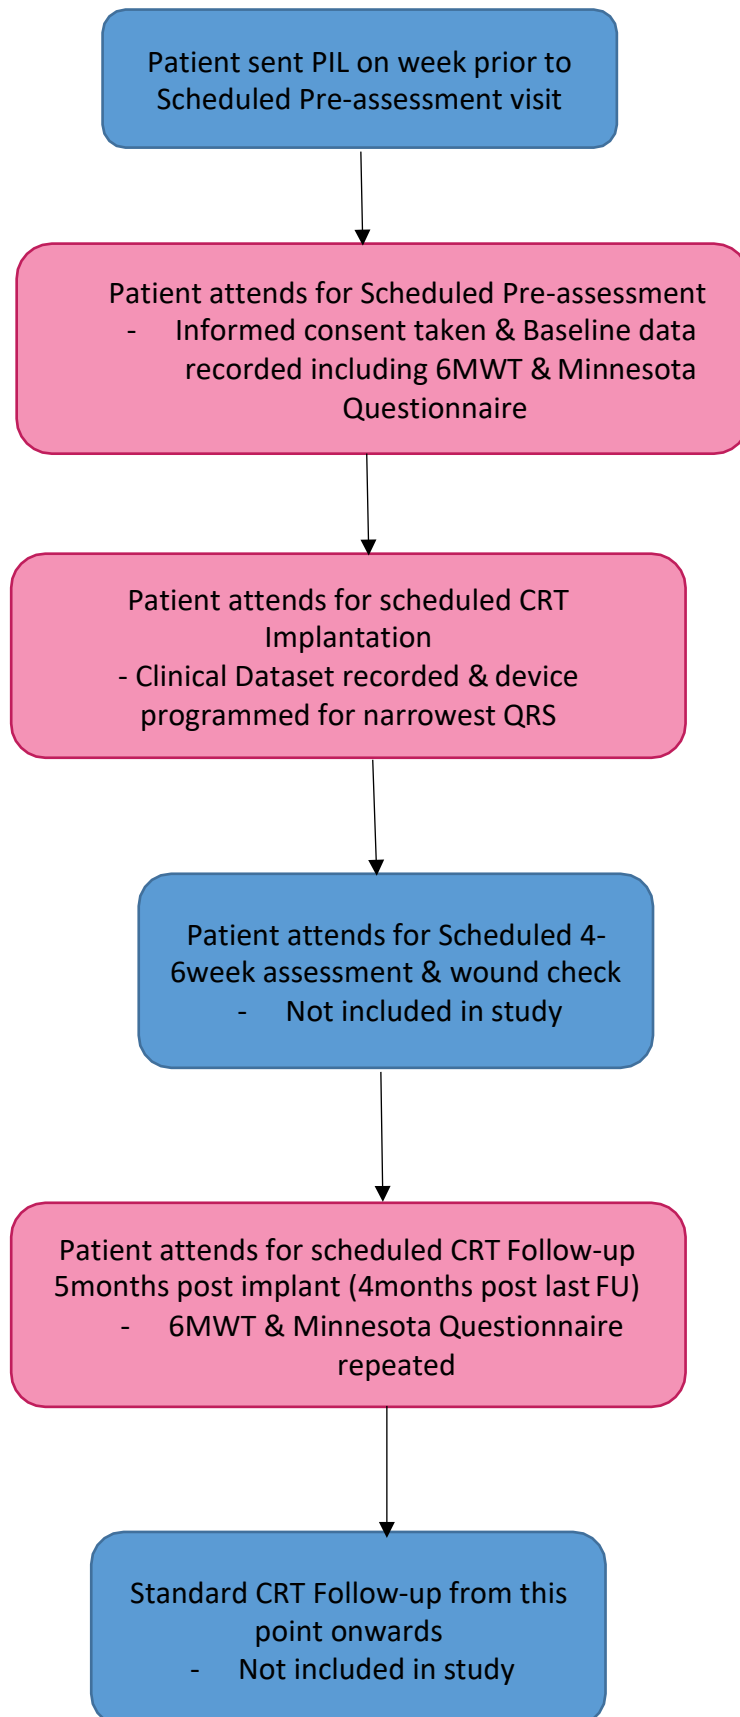 Patient sent PIL on week prior to
Scheduled Pre-assessment visit
Patient attends for Scheduled Pre-assessment
- Informed consent taken & Baseline data
recorded including 6MWT & Minnesota
Questionnaire
Patient attends for scheduled CRT
Implantation
- Clinical Dataset recorded & device
programmed for narrowest QRS
Patient attends for Scheduled 4-
6week assessment & wound check
- Not included in study
Patient attends for scheduled CRT Follow-up
5months post implant (4months post last FU)
- 6MWT & Minnesota Questionnaire
repeated
Standard CRT Follow-up from this
point onwards
- Not included in study